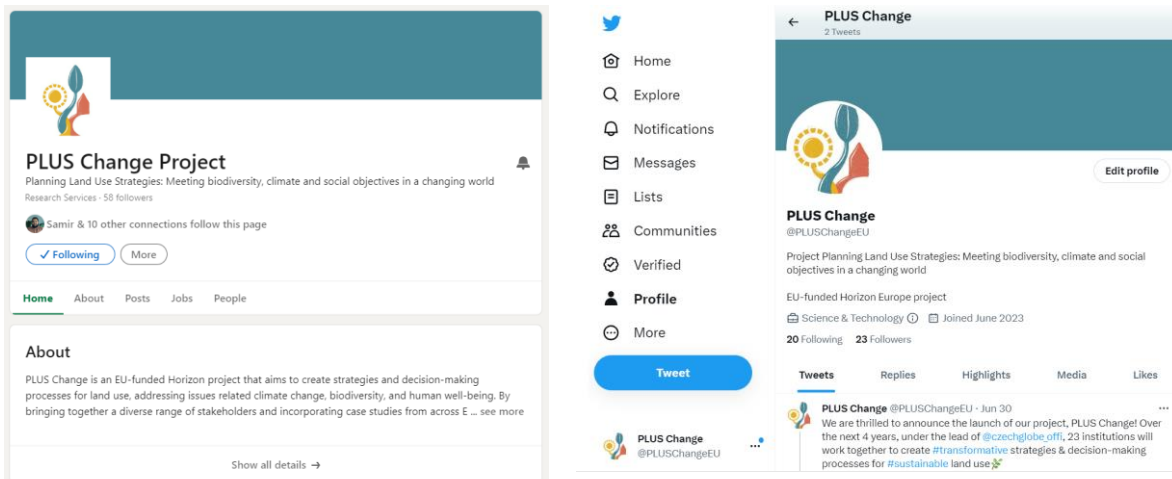 PLUS Change Project
Planning Land Use Strategies: Meeting biodiversity, climate and social objectives in a changing world
Research Services · 58 followers
Samir & 10 other connections follow this page
✓ Following
More
Home About Posts Jobs People
About
PLUS Change is an EU-funded Horizon project that aims to create strategies and decision-making
processes for land use, addressing issues related climate change, biodiversity, and human well-being. By
bringing together a diverse range of stakeholders and incorporating case studies from across E ... see more
Show all details →
Home
Explore
Notifications
Messages
Lists
Communities
Verified
Profile
More
Tweet
PLUS Change
@PLUSChangeEU
...
← PLUS Change
2 Tweets
Edit profile
PLUS Change
@PLUSChangeEU
Project Planning Land Use Strategies: Meeting biodiversity, climate and social
objectives in a changing world
EU-funded Horizon Europe project
Science & Technology Joined June 2023
20 Following 23 Followers
Tweets Replies Highlights Media Likes
PLUS Change @PLUSChangeEU · Jun 30 ...
We are thrilled to announce the launch of our project, PLUS Change! Over
the next 4 years, under the lead of @czechglobe_offi, 23 institutions will
work together to create #transformative strategies & decision-making
processes for #sustainable land use🌿